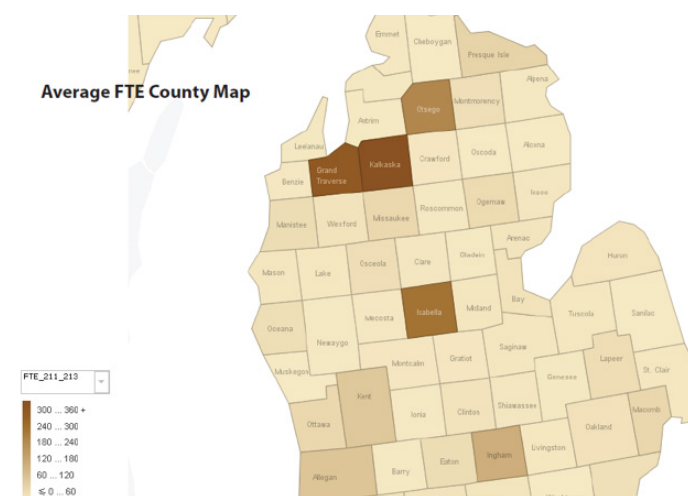 Average FTE County Map
Emmet
Cheboygan
Presque Isle
Alpena
Otsego
Montmorency
Antrim
Leelanau
Kalkaska
Crawford
Oscoda
Alcona
Grand
Traverse
Benzie
Manistee
Wexford
Missaukee
Roscommon
Ogemaw
Iosco
Arenac
Mason
Lake
Osceola
Clare
Gladwin
Huron
Oceana
Newaygo
Mecosta
Isabella
Midland
Bay
Tuscola
Sanilac
Muskegon
Montcalm
Gratiot
Saginaw
Genesee
Lapeer
St. Clair
Kent
Ottawa
Ionia
Clinton
Shiawassee
Oakland
Macomb
Livingston
Allegan
Barry
Eaton
Ingham
FTE_211_213
300 ... 360 +
240 ... 300
180 ... 240
120 ... 180
60 ... 120
≤ 0 ... 60